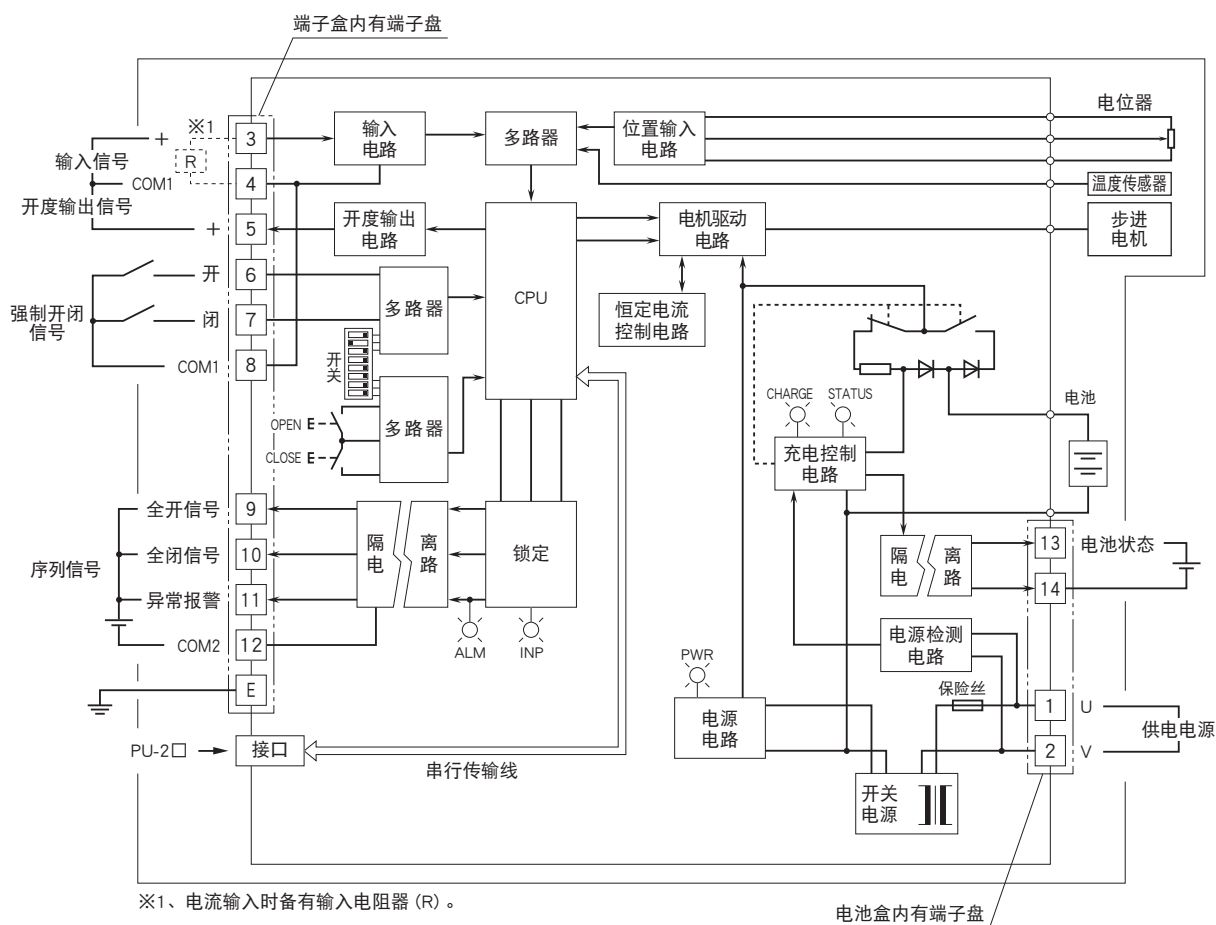 端子盒内有端子盘
※1
＋
输入信号
COM1
开度输出信号
＋
R
3
4
5
6
7
8
输入
电路
多路器
位置输入
电路
电位器
温度传感器
步进
电机
开度输出
电路
CPU
电机驱动
电路
恒定电流
控制电路
强制开闭
信号
开
闭
COM1
多路器
开
关
多路器
OPEN
CLOSE
CHARGE
STATUS
充电控制
电路
电池
序列信号
全开信号
全闭信号
异常报警
COM2
9
10
11
12
E
隔 离
电 路
锁定
ALM
INP
隔 离
电 路
13
14
电池状态
电源检测
电路
PWR
电源
电路
保险丝
1
2
U
V
供电电源
开关
电源
PU-2□
接口
串行传输线
※1、电流输入时备有输入电阻器 (R) 。
电池盒内有端子盘